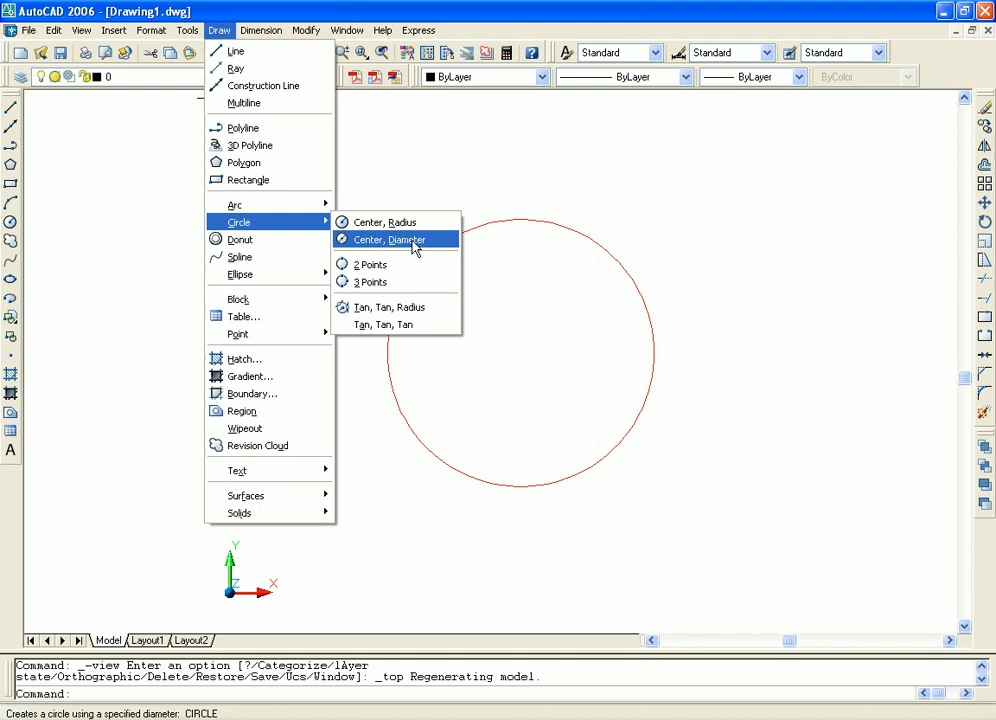 AutoCAD 2006 - [Drawing1.dwg]
File Edit View Insert Format Tools Draw Dimension Modify Window Help Express
Standard Standard Standard
0 ByLayer ByLayer ByLayer ByColor
Line
Ray
Construction Line
Multiline
Polyline
3D Polyline
Polygon
Rectangle
Arc
Circle
Donut
Spline
Ellipse
Block
Table...
Point
Hatch...
Gradient...
Boundary...
Region
Wipeout
Revision Cloud
Text
Surfaces
Solids
Center, Radius
Center, Diameter
2 Points
3 Points
Tan, Tan, Radius
Tan, Tan, Tan
A
Y
Z X
Model Layout1 Layout2
Command: _-view Enter an option [?/Categorize/lAyer
state/Orthographic/Delete/Restore/Save/Ucs/Window]: _top Regenerating model.
Command:
Creates a circle using a specified diameter: CIRCLE